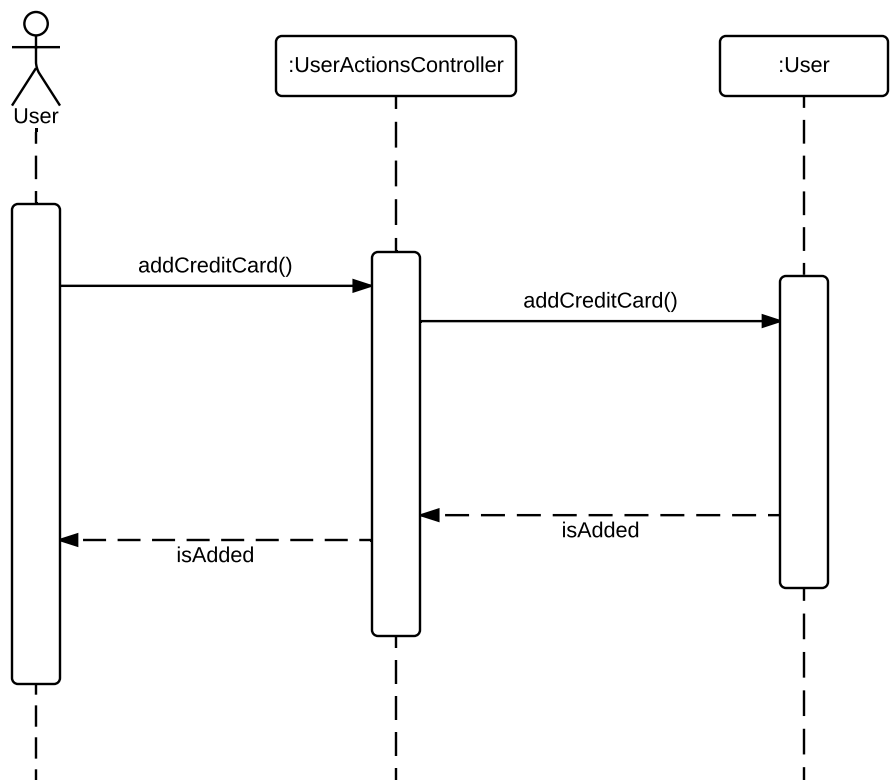 :UserActionsController
:User
User
addCreditCard()
addCreditCard()
isAdded
isAdded